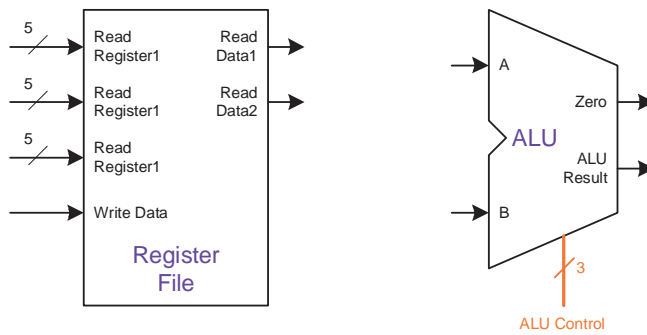 5
Read
Register1
Read
Data1
5
Read
Register1
Read
Data2
5
Read
Register1
Write Data
Register
File
A
Zero
ALU
ALU
Result
B
3
ALU Control